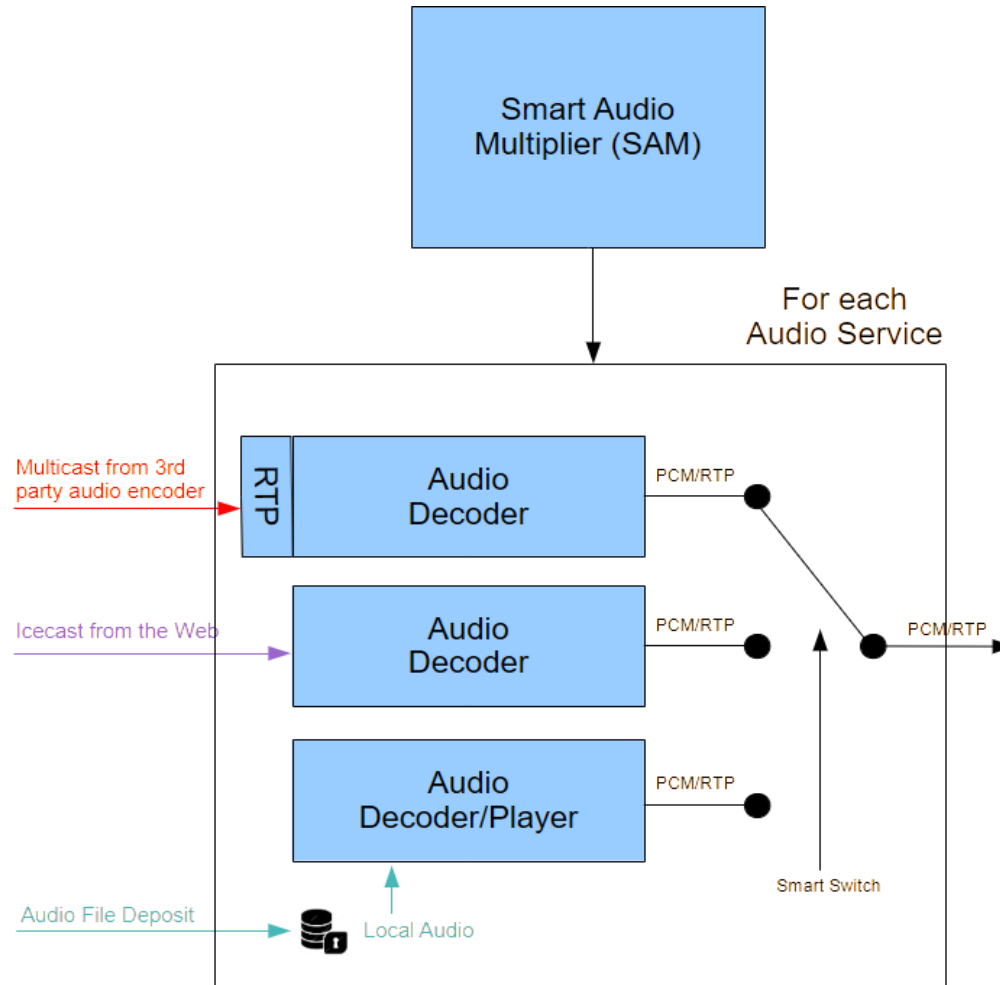 Smart Audio
Multiplier (SAM)
For each
Audio Service
Multicast from 3rd
party audio encoder
RTP
Audio
Decoder
PCM/RTP
Icecast from the Web
Audio
Decoder
PCM/RTP
PCM/RTP
Audio
Decoder/Player
PCM/RTP
Smart Switch
Audio File Deposit
Local Audio